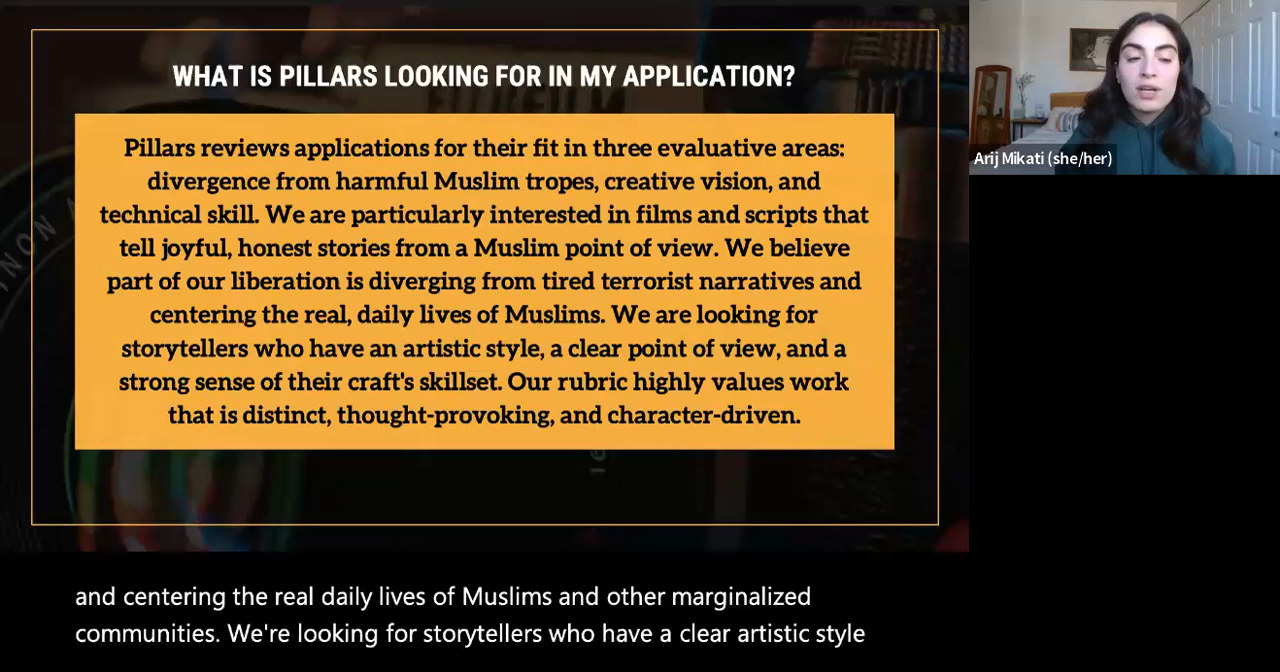 WHAT IS PILLARS LOOKING FOR IN MY APPLICATION?
Pillars reviews applications for their fit in three evaluative areas:
divergence from harmful Muslim tropes, creative vision, and
technical skill. We are particularly interested in films and scripts that
tell joyful, honest stories from a Muslim point of view. We believe
part of our liberation is diverging from tired terrorist narratives and
centering the real, daily lives of Muslims. We are looking for
storytellers who have an artistic style, a clear point of view, and a
strong sense of their craft's skillset. Our rubric highly values work
that is distinct, thought-provoking, and character-driven.
Arij Mikati (she/her)
and centering the real daily lives of Muslims and other marginalized
communities. We're looking for storytellers who have a clear artistic style